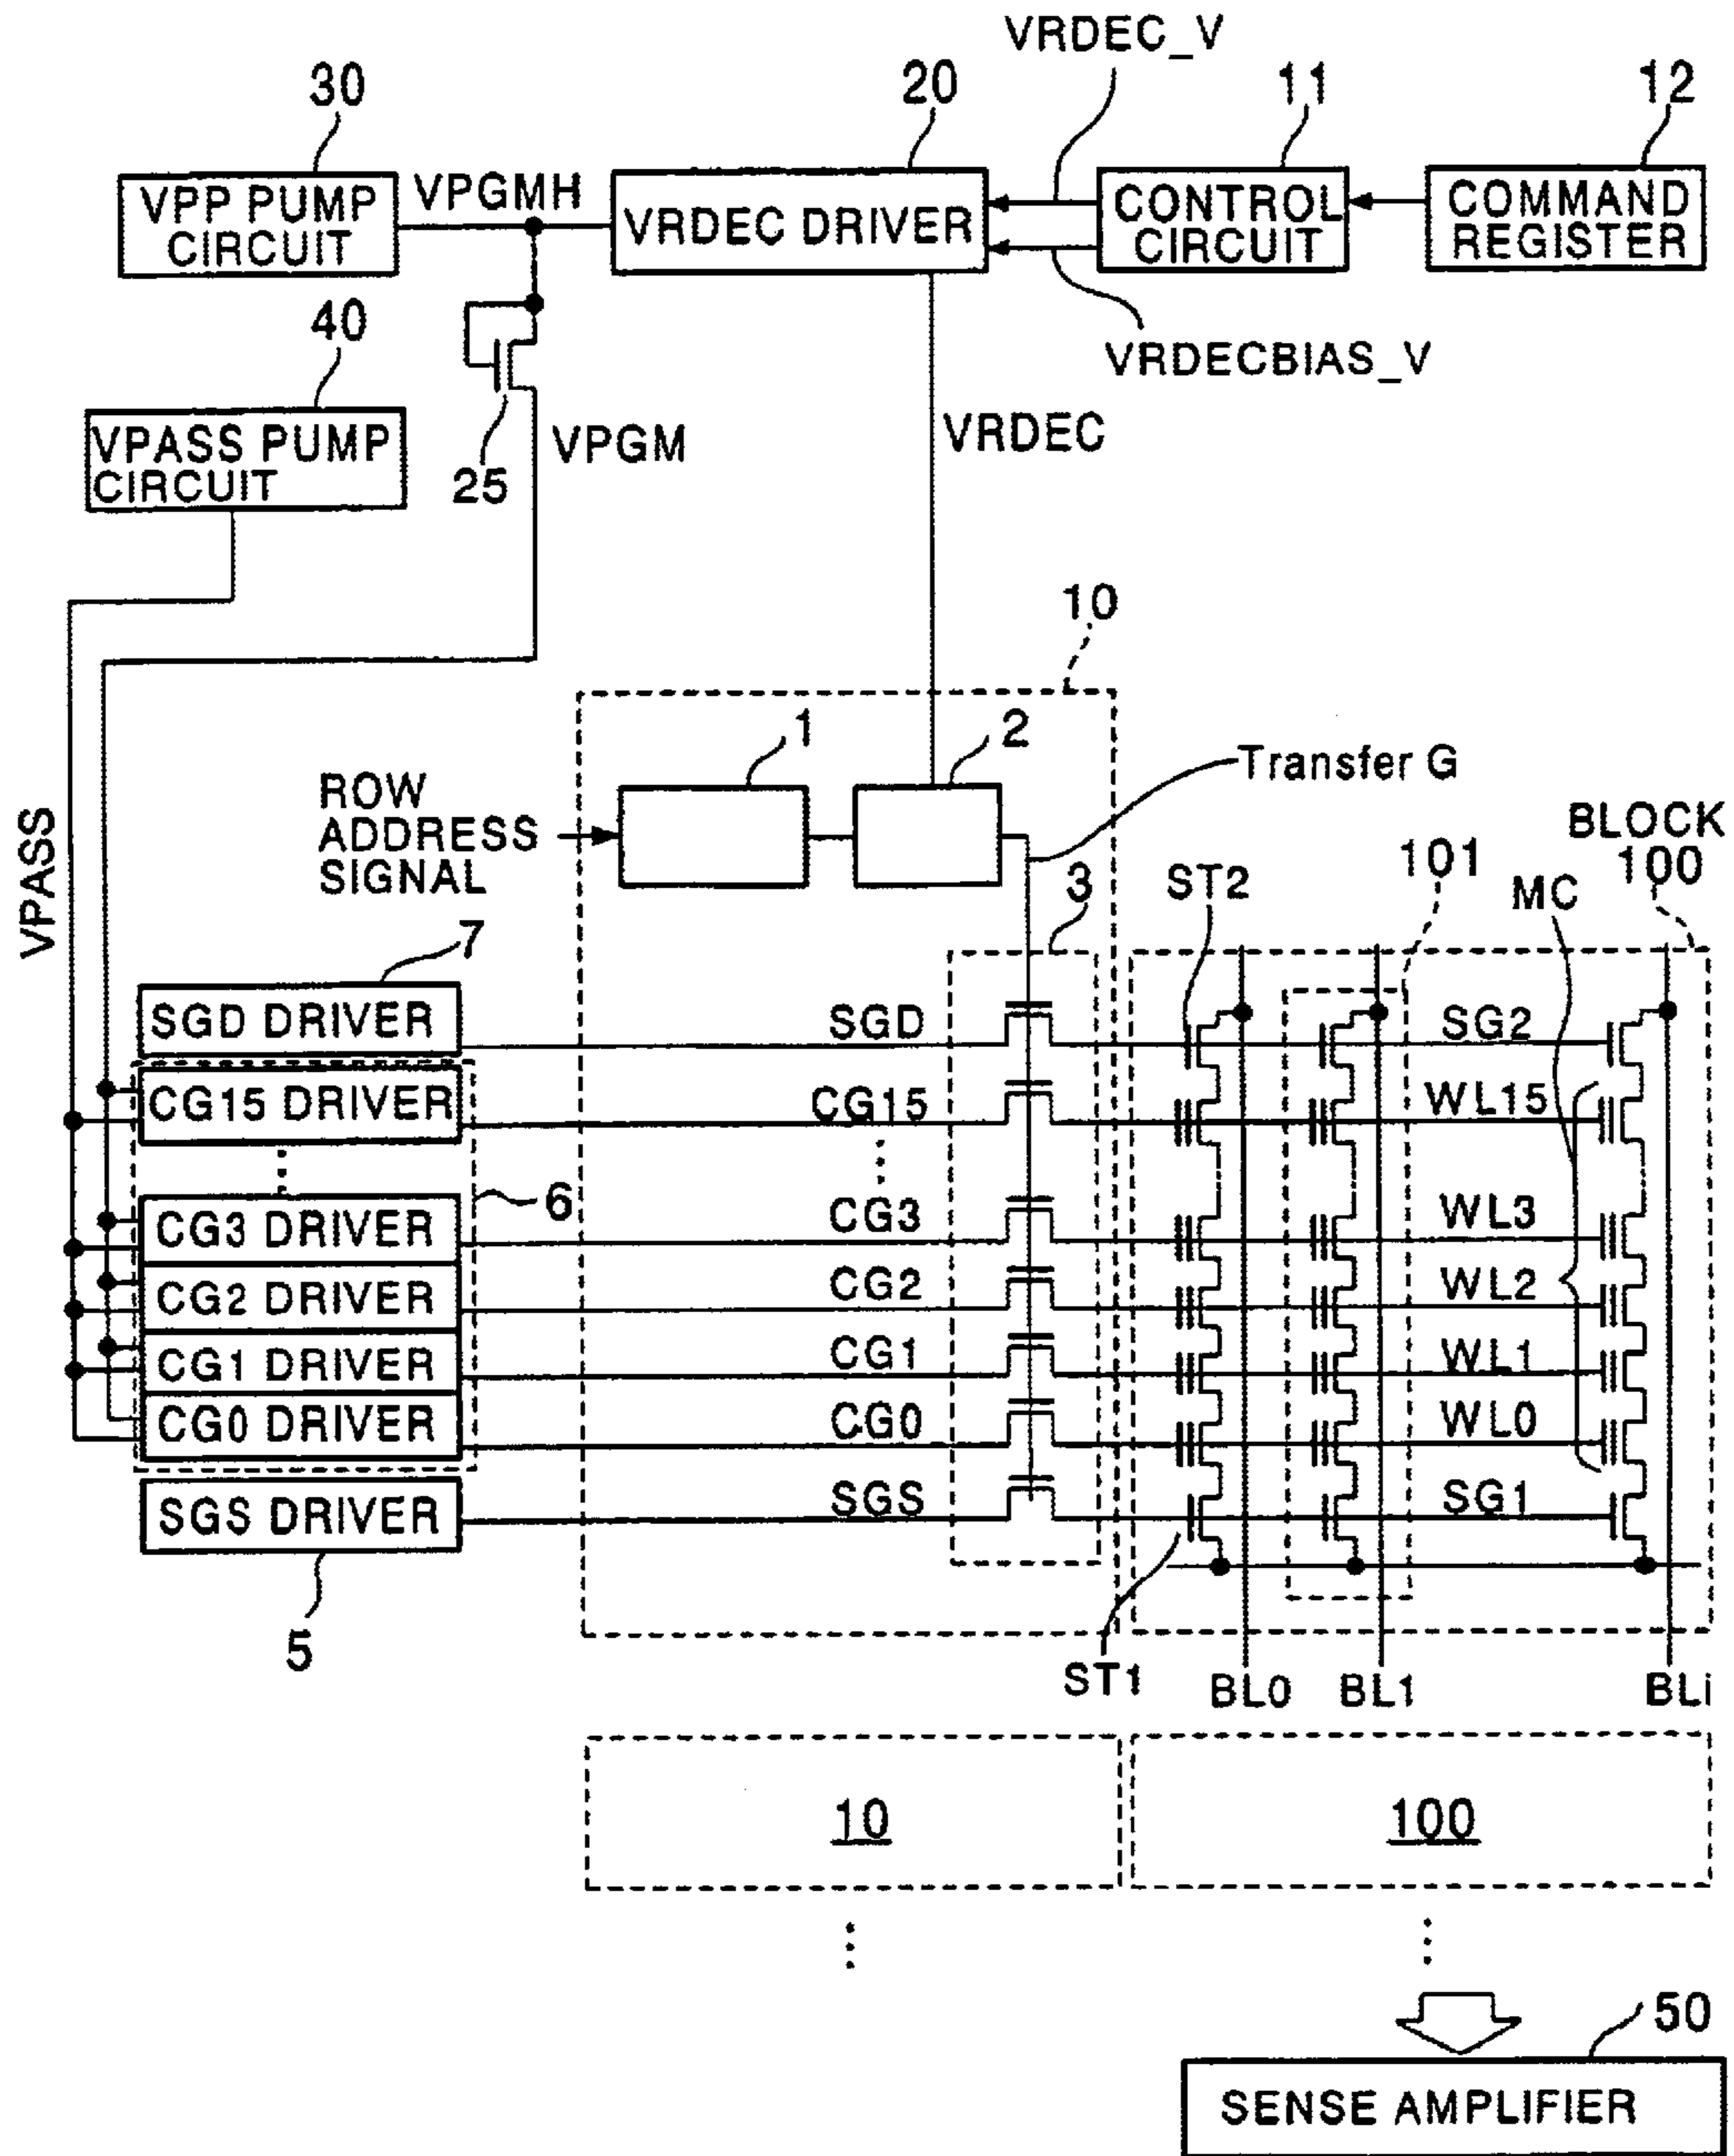 VRDEC_V
30
20
11
12
VPP PUMP
CIRCUIT
VPGMH
VRDEC DRIVER
CONTROL
CIRCUIT
COMMAND
REGISTER
40
VRDECBIAS_V
VPASS PUMP
CIRCUIT
25
VPGM
VRDEC
10
1
2
Transfer G
ROW
ADDRESS
SIGNAL
VPASS
BLOCK
100
101
3
ST2
MC
7
SGD DRIVER
SGD
SG2
CG15 DRIVER
CG15
WL15
6
CG3 DRIVER
CG3
WL3
CG2 DRIVER
CG2
WL2
CG1 DRIVER
CG1
WL1
CG0 DRIVER
CG0
WL0
SGS DRIVER
SGS
SG1
5
ST1
BL0
BL1
BLi
10
100
50
SENSE AMPLIFIER